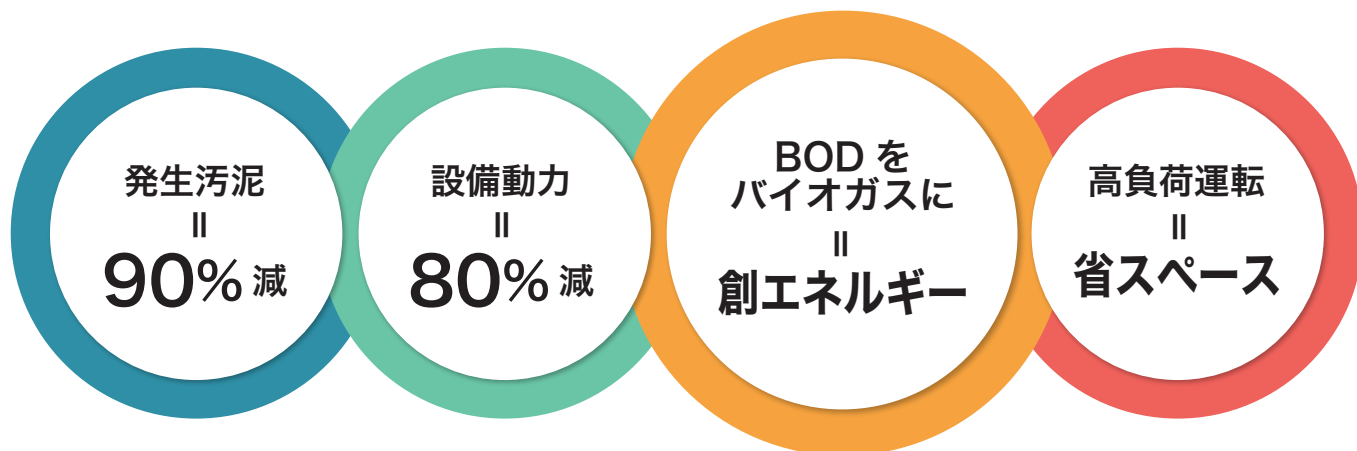 発生汚泥
=
90% 減
設備動力
=
80% 減
BOD を
バイオガスに
=
創エネルギー
高負荷運転
=
省スペース